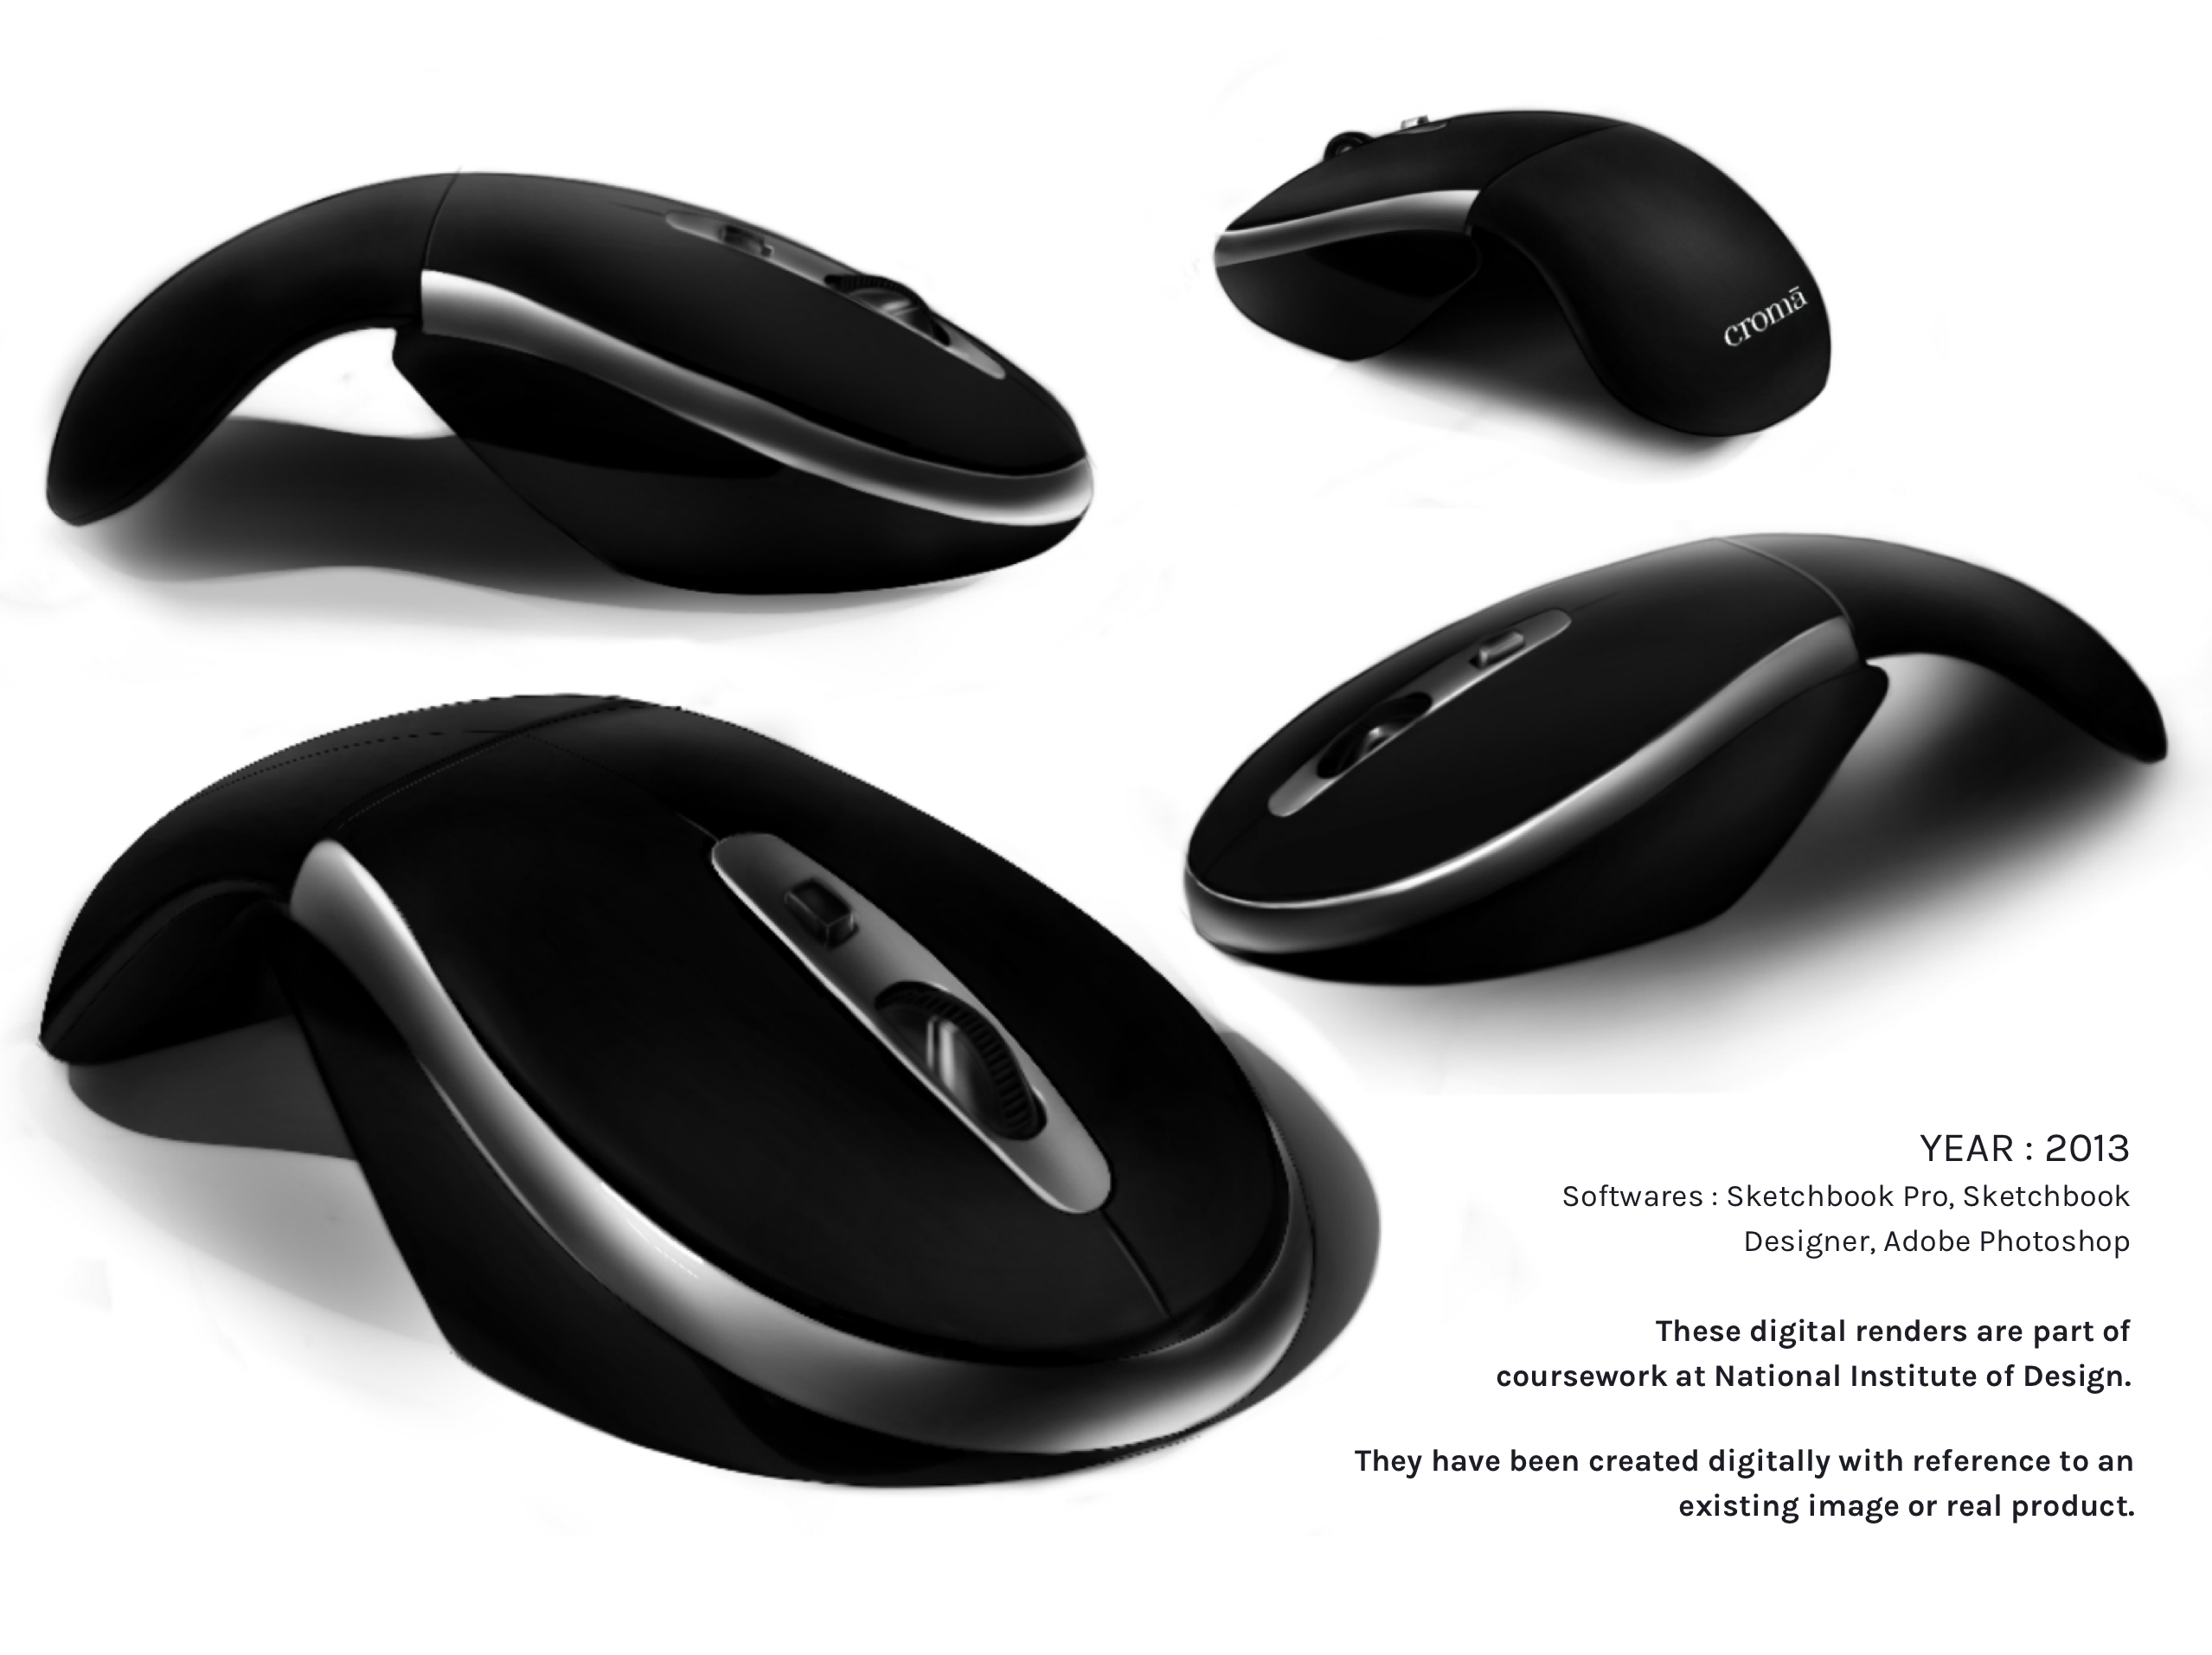 cromā
YEAR : 2013
Softwares : Sketchbook Pro, Sketchbook
Designer, Adobe Photoshop
These digital renders are part of
coursework at National Institute of Design.
They have been created digitally with reference to an
existing image or real product.